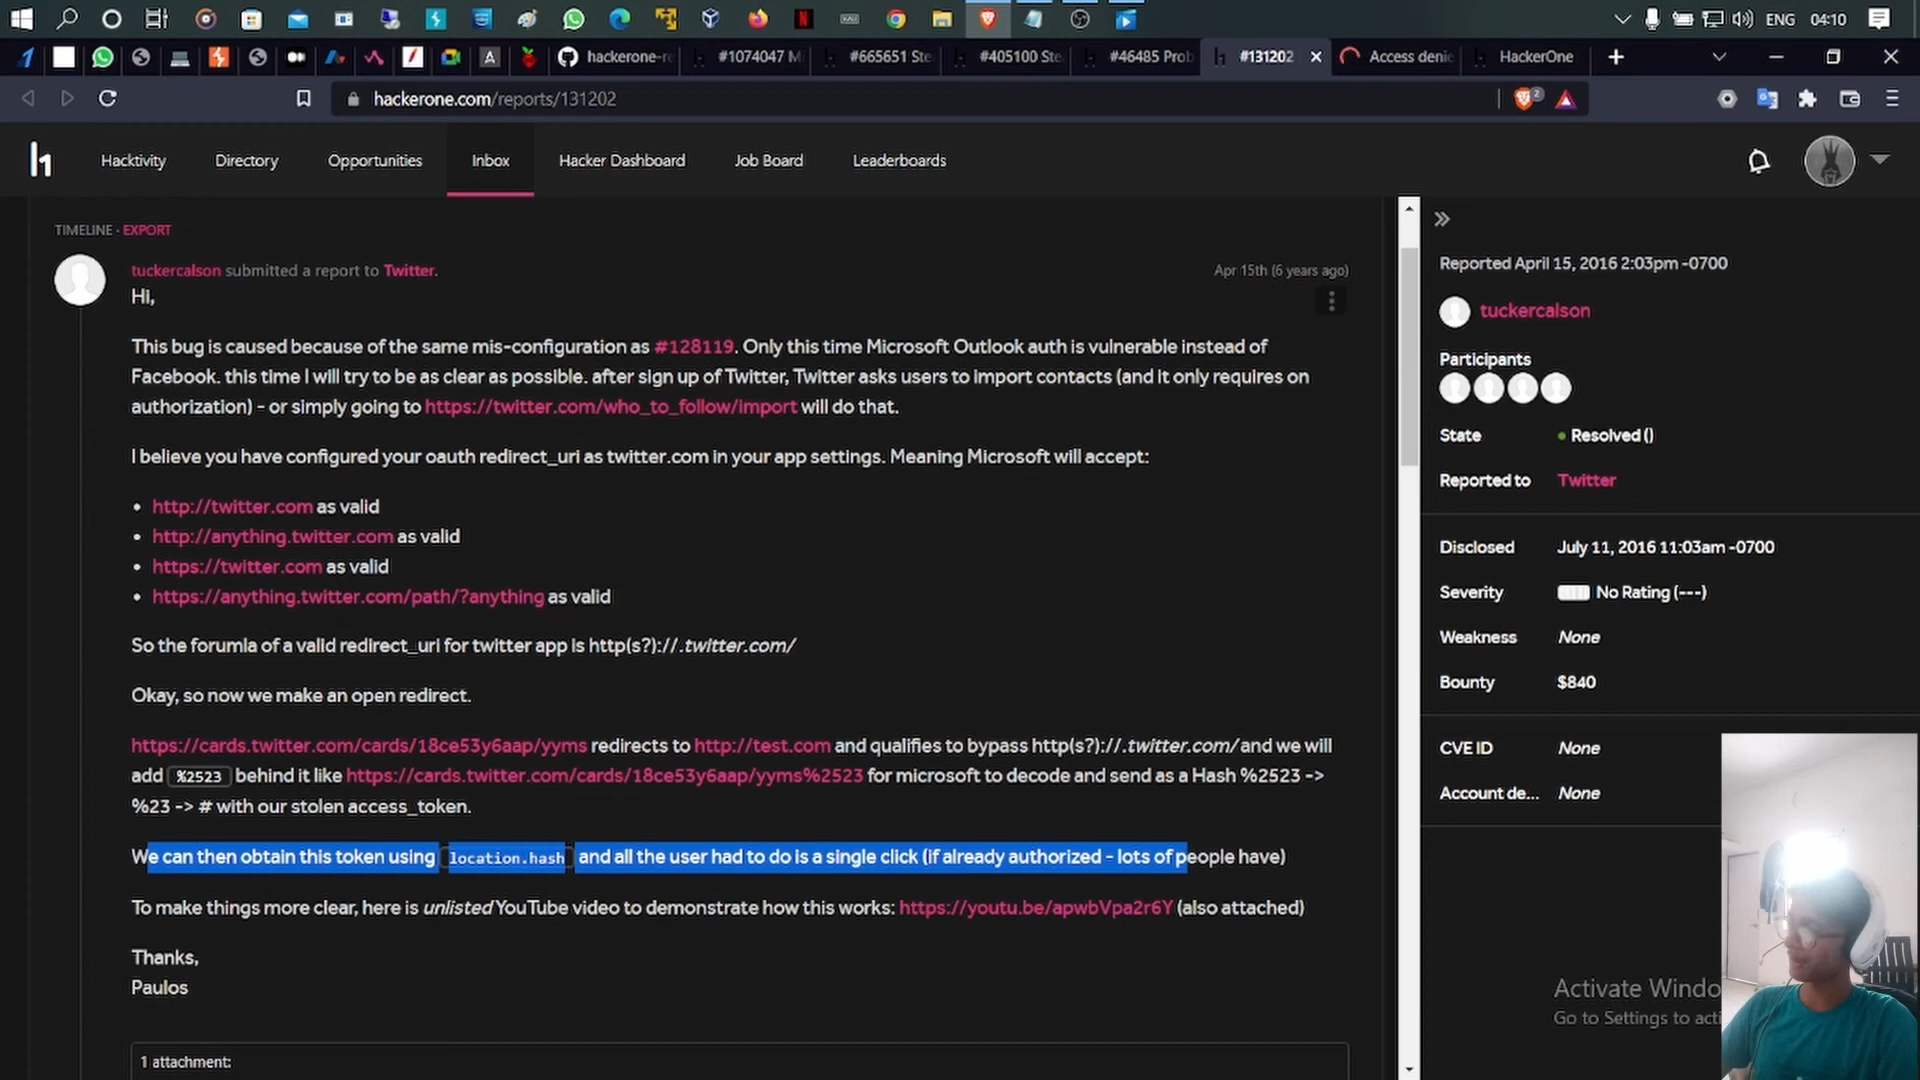 ENG 04:10
hackerone-re
#1074047 M
#665651 Ste
#405100 Ste
#46485 Prob
#131202
Access denie
HackerOne
hackerone.com/reports/131202
2
h1 Hacktivity Directory Opportunities Inbox Hacker Dashboard Job Board Leaderboards
TIMELINE · EXPORT
tuckercalson submitted a report to Twitter.
Apr 15th (6 years ago)
Hi,
This bug is caused because of the same mis-configuration as #128119. Only this time Microsoft Outlook auth is vulnerable instead of
Facebook. this time I will try to be as clear as possible. after sign up of Twitter, Twitter asks users to import contacts (and it only requires on
authorization) - or simply going to https://twitter.com/who_to_follow/import will do that.
I believe you have configured your oauth redirect_uri as twitter.com in your app settings. Meaning Microsoft will accept:
• http://twitter.com as valid
• http://anything.twitter.com as valid
• https://twitter.com as valid
• https://anything.twitter.com/path/?anything as valid
So the forumla of a valid redirect_uri for twitter app is http(s?)://.twitter.com/
Okay, so now we make an open redirect.
https://cards.twitter.com/cards/18ce53y6aap/yyms redirects to http://test.com and qualifies to bypass http(s?)://.twitter.com/and we will
add %2523 behind it like https://cards.twitter.com/cards/18ce53y6aap/yyms%2523 for microsoft to decode and send as a Hash %2523 ->
%23 -> # with our stolen access_token.
We can then obtain this token using location.hash and all the user had to do is a single click (if already authorized - lots of people have)
To make things more clear, here is unlisted YouTube video to demonstrate how this works: https://youtu.be/apwbVpa2r6Y (also attached)
Thanks,
Paulos
1 attachment:
Reported April 15, 2016 2:03pm -0700
tuckercalson
Participants
State Resolved ()
Reported to Twitter
Disclosed July 11, 2016 11:03am -0700
Severity No Rating (---)
Weakness None
Bounty $840
CVE ID None
Account de... None
Activate Windo
Go to Settings to acti